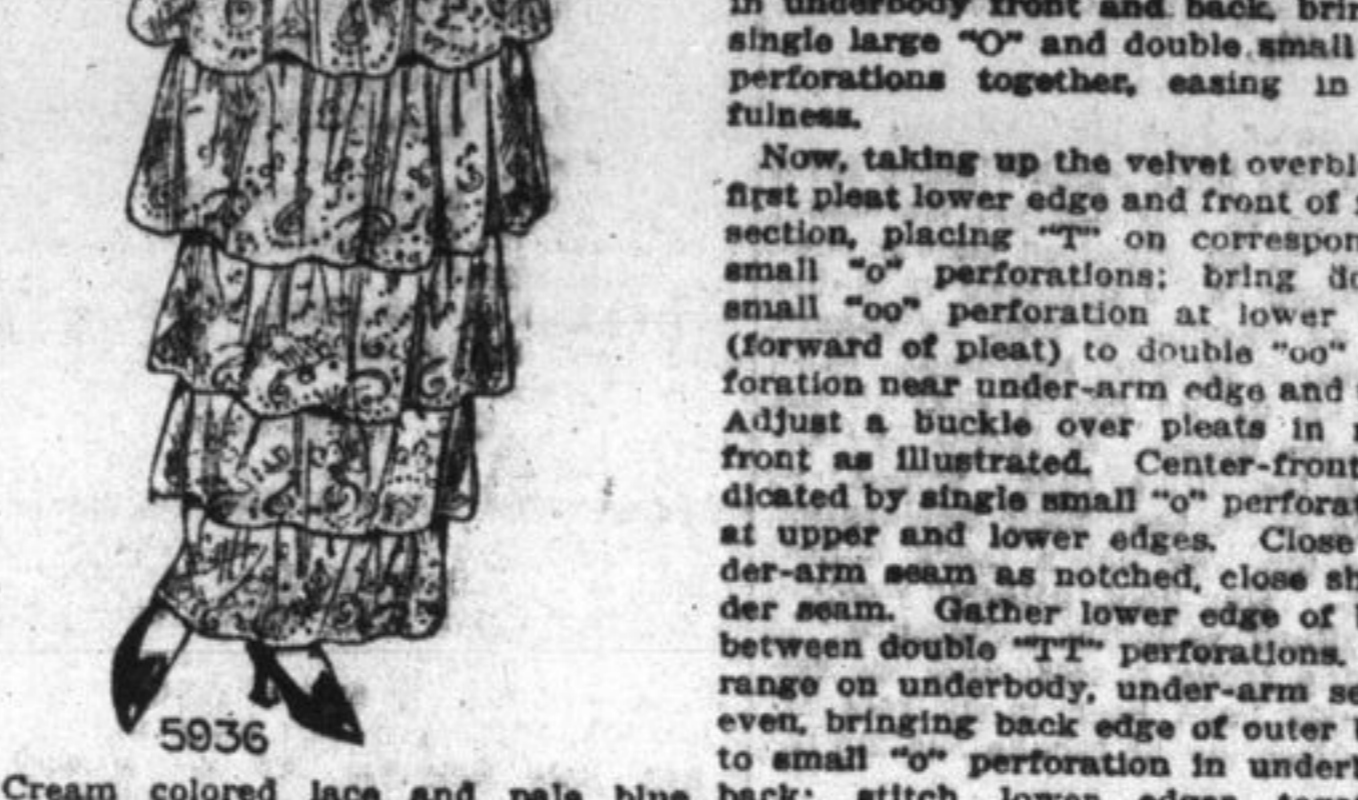 5936
Cream colored lace and pale blue
in underbody front and back, brin
single large "O" and double small
perforations together, easing in
fulness.
Now, taking up the velvet overbl
first pleat lower edge and front of
section, placing "T" on correspon
small "o" perforations; bring do
small "oo" perforation at lower
(forward of pleat) to double "oo"
foration near under-arm edge and
Adjust a buckle over pleats in
front as illustrated. Center-front
dicated by single small "o" perforat
at upper and lower edges. Close
der-arm seam as notched, close sh
der seam. Gather lower edge of
between double "TT" perforations.
range on underbody, under-arm se
even, bringing back edge of outer
to small "o" perforation in underb
back; stitch lower edges